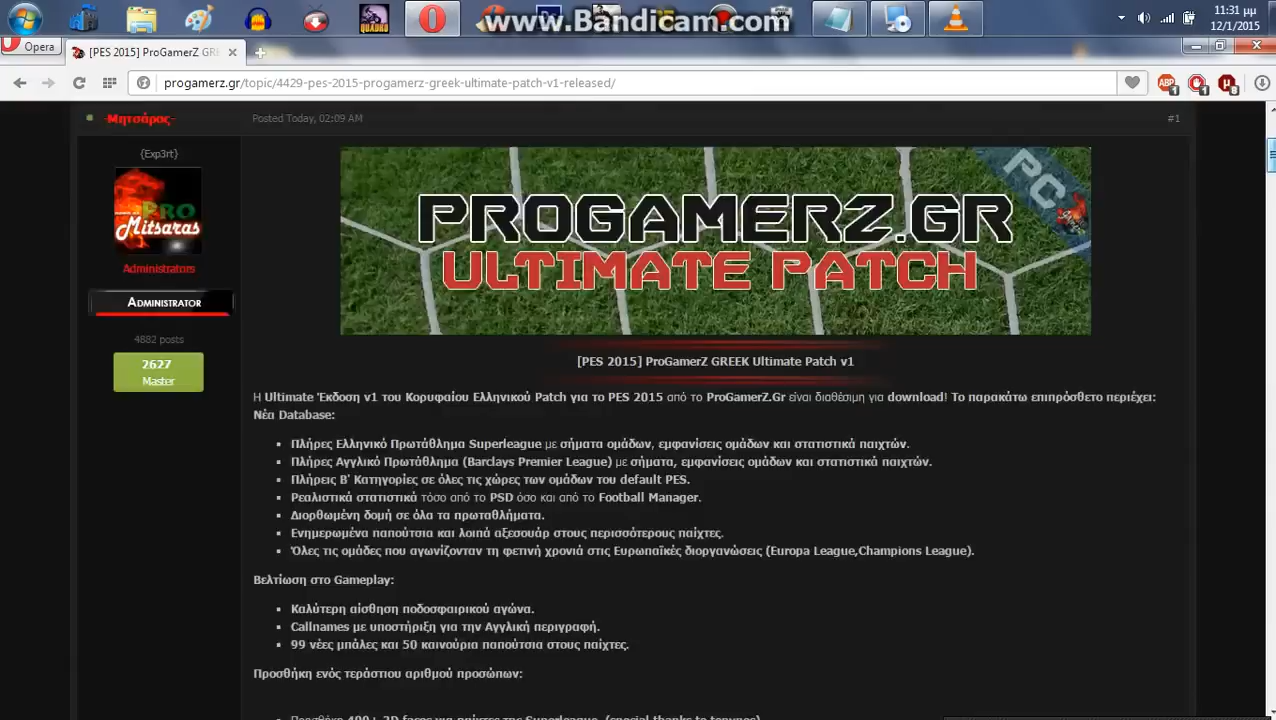 www.Bandicam.com
11:31 μμ
12/1/2015
Opera
[PES 2015] ProGamerZ GRE
progamerz.gr/topic/4429-pes-2015-progamerz-greek-ultimate-patch-v1-released/
-Μητσάρος-
Posted Today, 02:09 AM
#1
{Exp3rt}
PRO
Mitsaras
Administrators
ADMINISTRATOR
4882 posts
2627
Master
PC
PROGAMERZ.GR
ULTIMATE PATCH
[PES 2015] ProGamerZ GREEK Ultimate Patch v1
Η Ultimate Έκδοση v1 του Κορυφαίου Ελληνικού Patch για το PES 2015 από το ProGamerZ.Gr είναι διαθέσιμη για download! Το παρακάτω επιπρόσθετο περιέχει:
Νέα Database:
Πλήρες Ελληνικό Πρωτάθλημα Superleague με σήματα ομάδων, εμφανίσεις ομάδων και στατιστικά παιχτών.
Πλήρες Αγγλικό Πρωτάθλημα (Barclays Premier League) με σήματα, εμφανίσεις ομάδων και στατιστικά παιχτών.
Πλήρεις Β' Κατηγορίες σε όλες τις χώρες των ομάδων του default PES.
Ρεαλιστικά στατιστικά τόσο από το PSD όσο και από το Football Manager.
Διορθωμένη δομή σε όλα τα πρωταθλήματα.
Ενημερωμένα παπούτσια και λοιπά αξεσουάρ στους περισσότερους παίχτες.
Όλες τις ομάδες που αγωνίζονταν τη φετινή χρονιά στις Ευρωπαϊκές διοργανώσεις (Europa League,Champions League).
Βελτίωση στο Gameplay:
Καλύτερη αίσθηση ποδοσφαιρικού αγώνα.
Callnames με υποστήριξη για την Αγγλική περιγραφή.
99 νέες μπάλες και 50 καινούρια παπούτσια στους παίχτες.
Προσθήκη ενός τεράστιου αριθμού προσώπων: